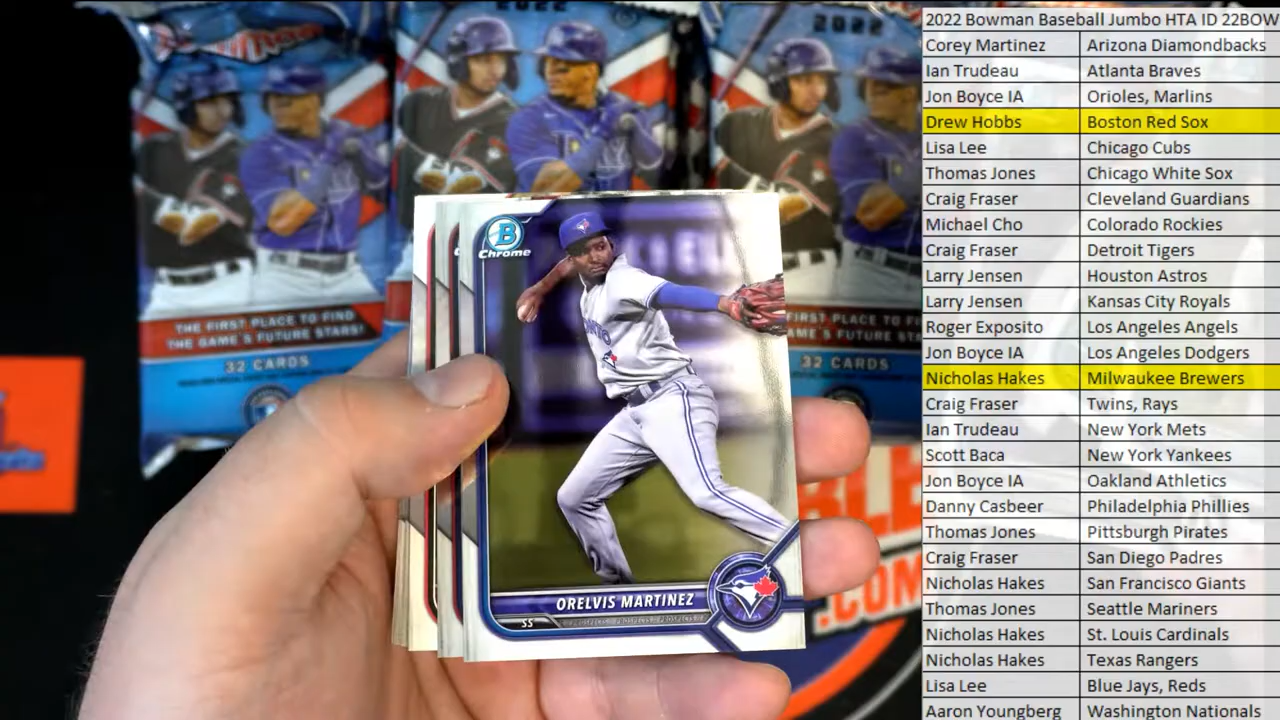 2022
2022
THE FIRST PLACE TO FIND
THE GAME'S FUTURE STARS!
32 CARDS
32 CARDS
B
Chrome
ORELVIS MARTINEZ
SS
.COM
2022 Bowman Baseball Jumbo HTA ID 22BOW
Corey Martinez Arizona Diamondbacks
Ian Trudeau Atlanta Braves
Jon Boyce IA Orioles, Marlins
Drew Hobbs Boston Red Sox
Lisa Lee Chicago Cubs
Thomas Jones Chicago White Sox
Craig Fraser Cleveland Guardians
Michael Cho Colorado Rockies
Craig Fraser Detroit Tigers
Larry Jensen Houston Astros
Larry Jensen Kansas City Royals
Roger Exposito Los Angeles Angels
Jon Boyce IA Los Angeles Dodgers
Nicholas Hakes Milwaukee Brewers
Craig Fraser Twins, Rays
Ian Trudeau New York Mets
Scott Baca New York Yankees
Jon Boyce IA Oakland Athletics
Danny Casbeer Philadelphia Phillies
Thomas Jones Pittsburgh Pirates
Craig Fraser San Diego Padres
Nicholas Hakes San Francisco Giants
Thomas Jones Seattle Mariners
Nicholas Hakes St. Louis Cardinals
Nicholas Hakes Texas Rangers
Lisa Lee Blue Jays, Reds
Aaron Youngberg Washington Nationals